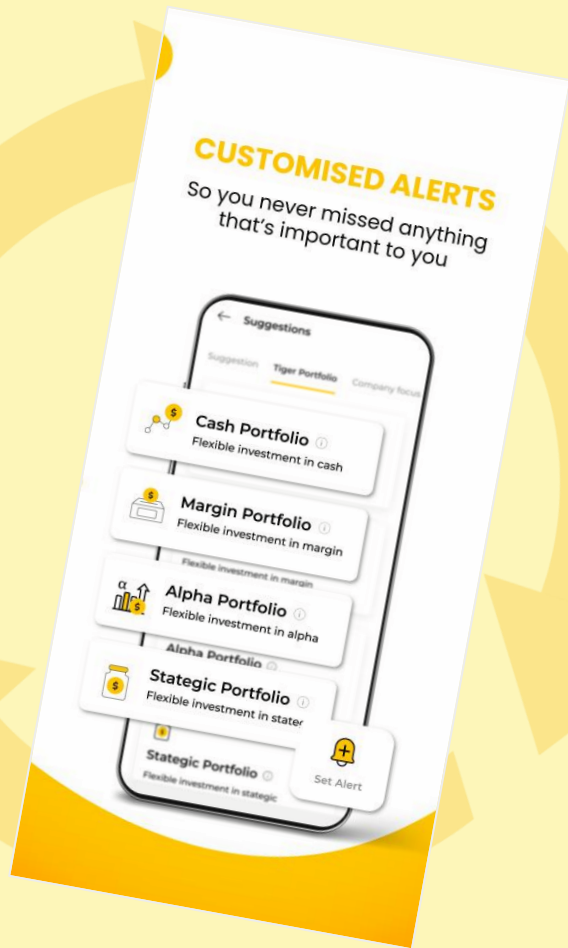 CUSTOMISED ALERTS
So you never missed anything
that's important to you
Suggestions
Suggestion Tiger Portfolio Company focus
Cash Portfolio
Flexible investment in cash
Margin Portfolio
Flexible investment in margin
Flexible investment in margin
Alpha Portfolio
Flexible investment in alpha
Alpha Portfolio
Stategic Portfolio
Flexible investment in stateg
Set Alert
Stategic Portfolio
Flexible investment in stategic